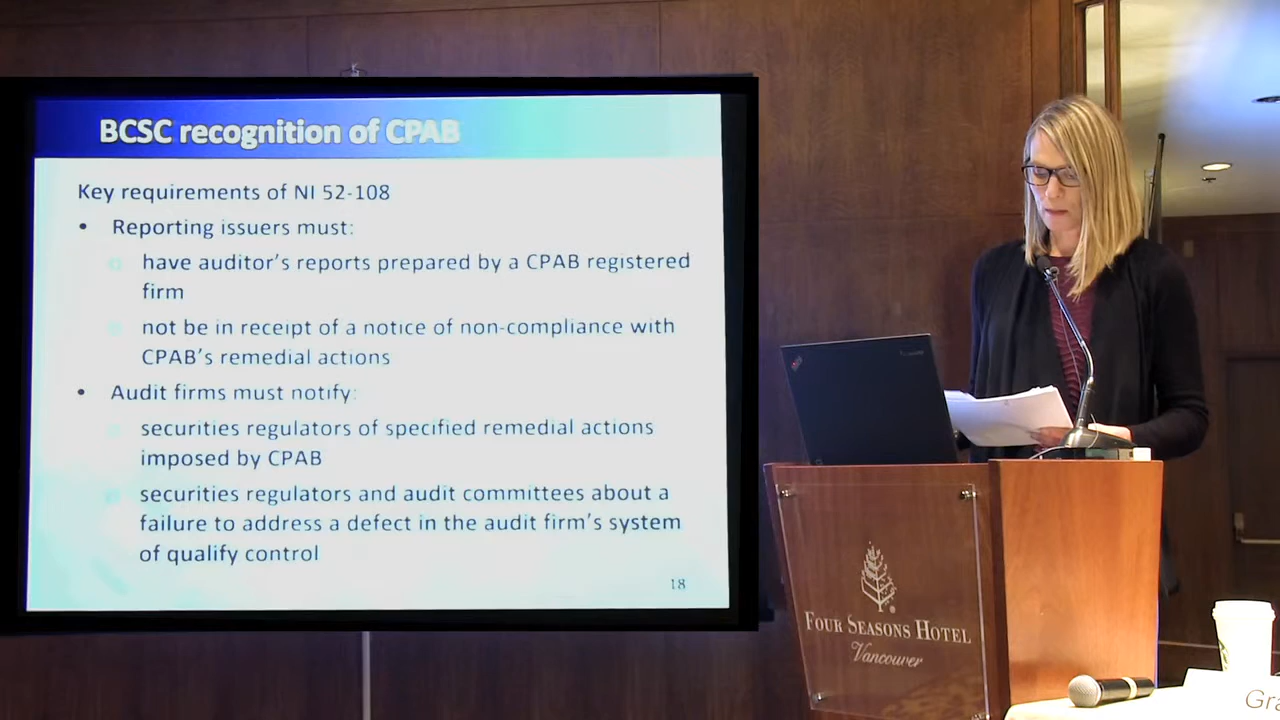 BCSC recognition of CPAB
Key requirements of NI 52-108
• Reporting issuers must:
have auditor's reports prepared by a CPAB registered
firm
not be in receipt of a notice of non-compliance with
CPAB's remedial actions
• Audit firms must notify:
securities regulators of specified remedial actions
imposed by CPAB
securities regulators and audit committees about a
failure to address a defect in the audit firm's system
of qualify control
18
FOUR SEASONS HOTEL
Vancouver
Gra